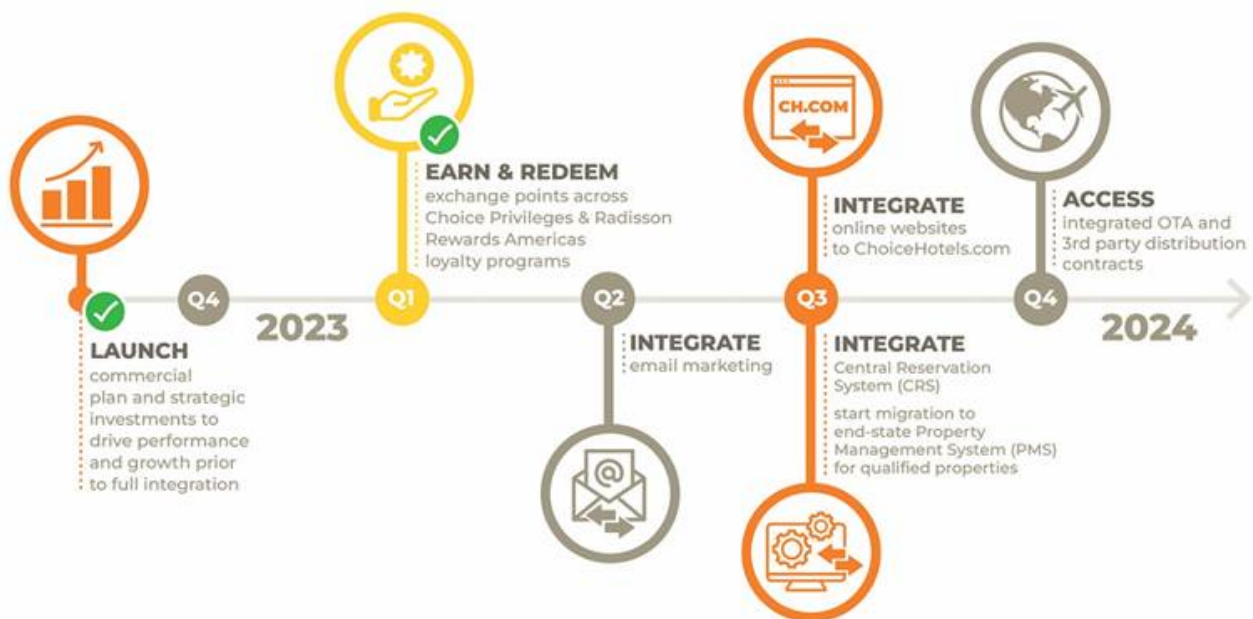 LAUNCH
commercial
plan and strategic
investments to
drive performance
and growth prior
to full integration
Q4
2023
Q1
EARN & REDEEM
exchange points across
Choice Privileges & Radisson
Rewards Americas
loyalty programs
Q2
INTEGRATE
email marketing
@
CH.COM
INTEGRATE
online websites
to ChoiceHotels.com
Q3
INTEGRATE
Central Reservation
System (CRS)
start migration to
end-state Property
Management System (PMS)
for qualified properties
ACCESS
integrated OTA and
3rd party distribution
contracts
Q4
2024